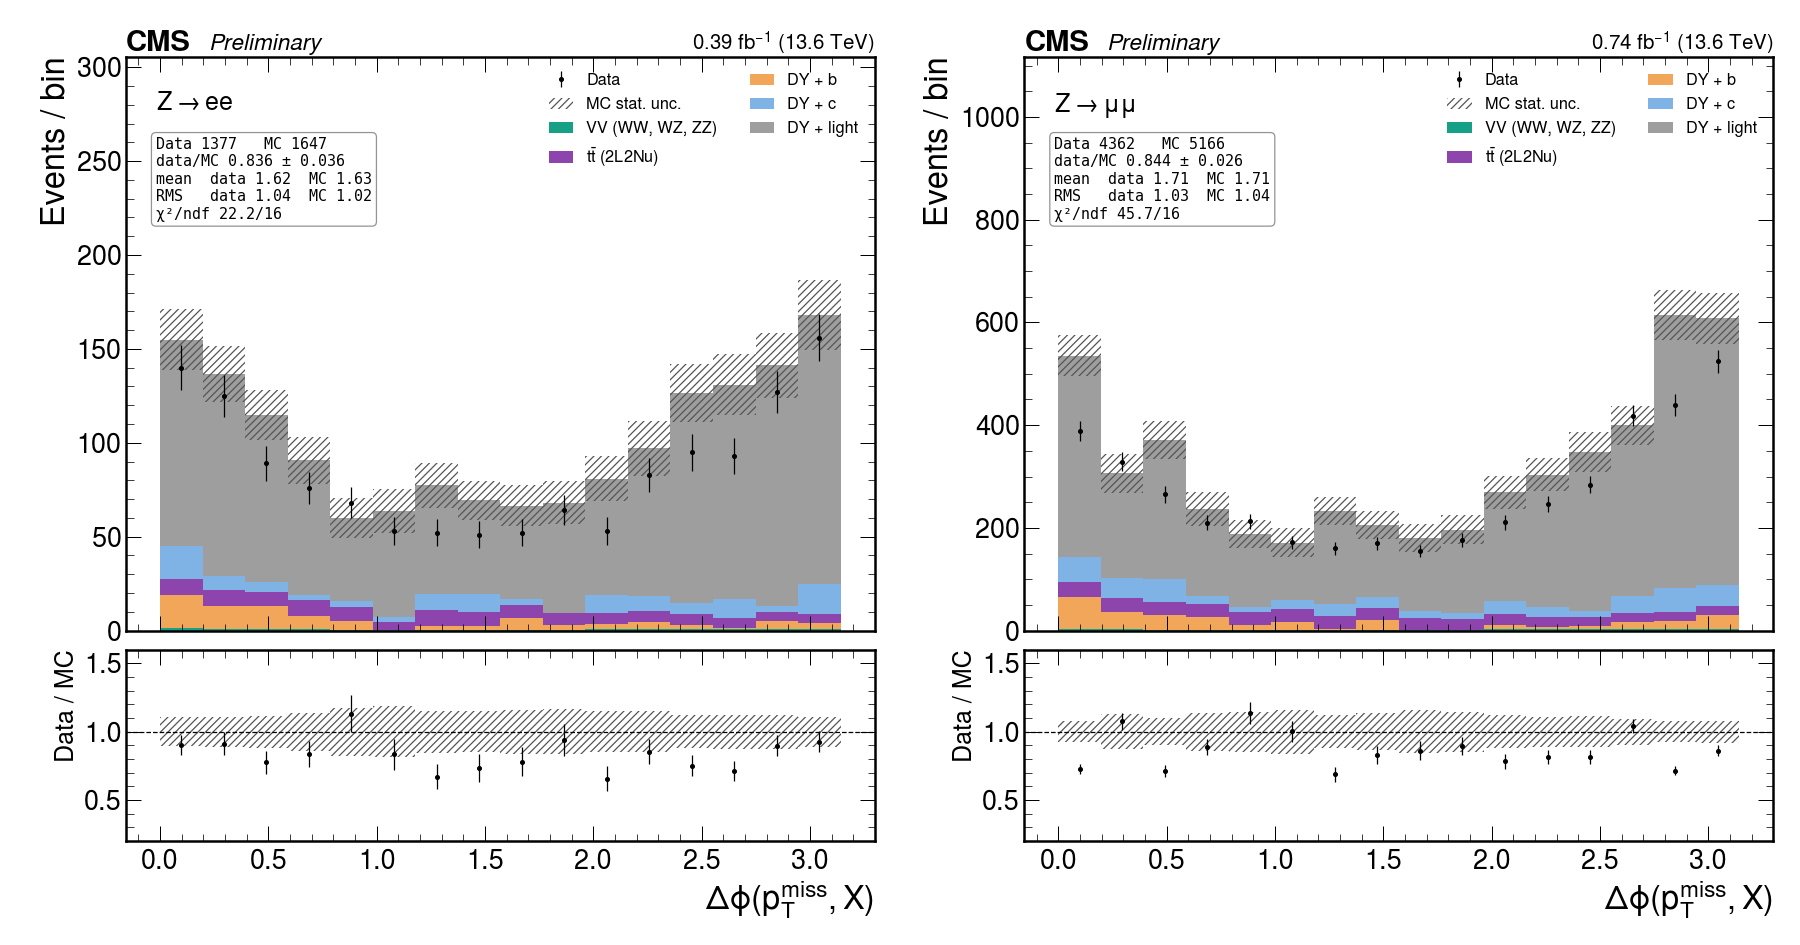 CMS Preliminary 0.39 fb⁻¹ (13.6 TeV)
Events / bin
Z → ee
Data
MC stat. unc.
VV (WW, WZ, ZZ)
tt̄ (2L2Nu)
DY + b
DY + c
DY + light
Data 1377 MC 1647
data/MC 0.836 ± 0.036
mean data 1.62 MC 1.63
RMS data 1.04 MC 1.02
χ²/ndf 22.2/16
300
250
200
150
100
50
0
Data / MC
1.5
1.0
0.5
0.0 0.5 1.0 1.5 2.0 2.5 3.0
Δϕ(p_T^miss, X)
CMS Preliminary 0.74 fb⁻¹ (13.6 TeV)
Events / bin
Z → μμ
Data
MC stat. unc.
VV (WW, WZ, ZZ)
tt̄ (2L2Nu)
DY + b
DY + c
DY + light
Data 4362 MC 5166
data/MC 0.844 ± 0.026
mean data 1.71 MC 1.71
RMS data 1.03 MC 1.04
χ²/ndf 45.7/16
1000
800
600
400
200
0
Data / MC
1.5
1.0
0.5
0.0 0.5 1.0 1.5 2.0 2.5 3.0
Δϕ(p_T^miss, X)